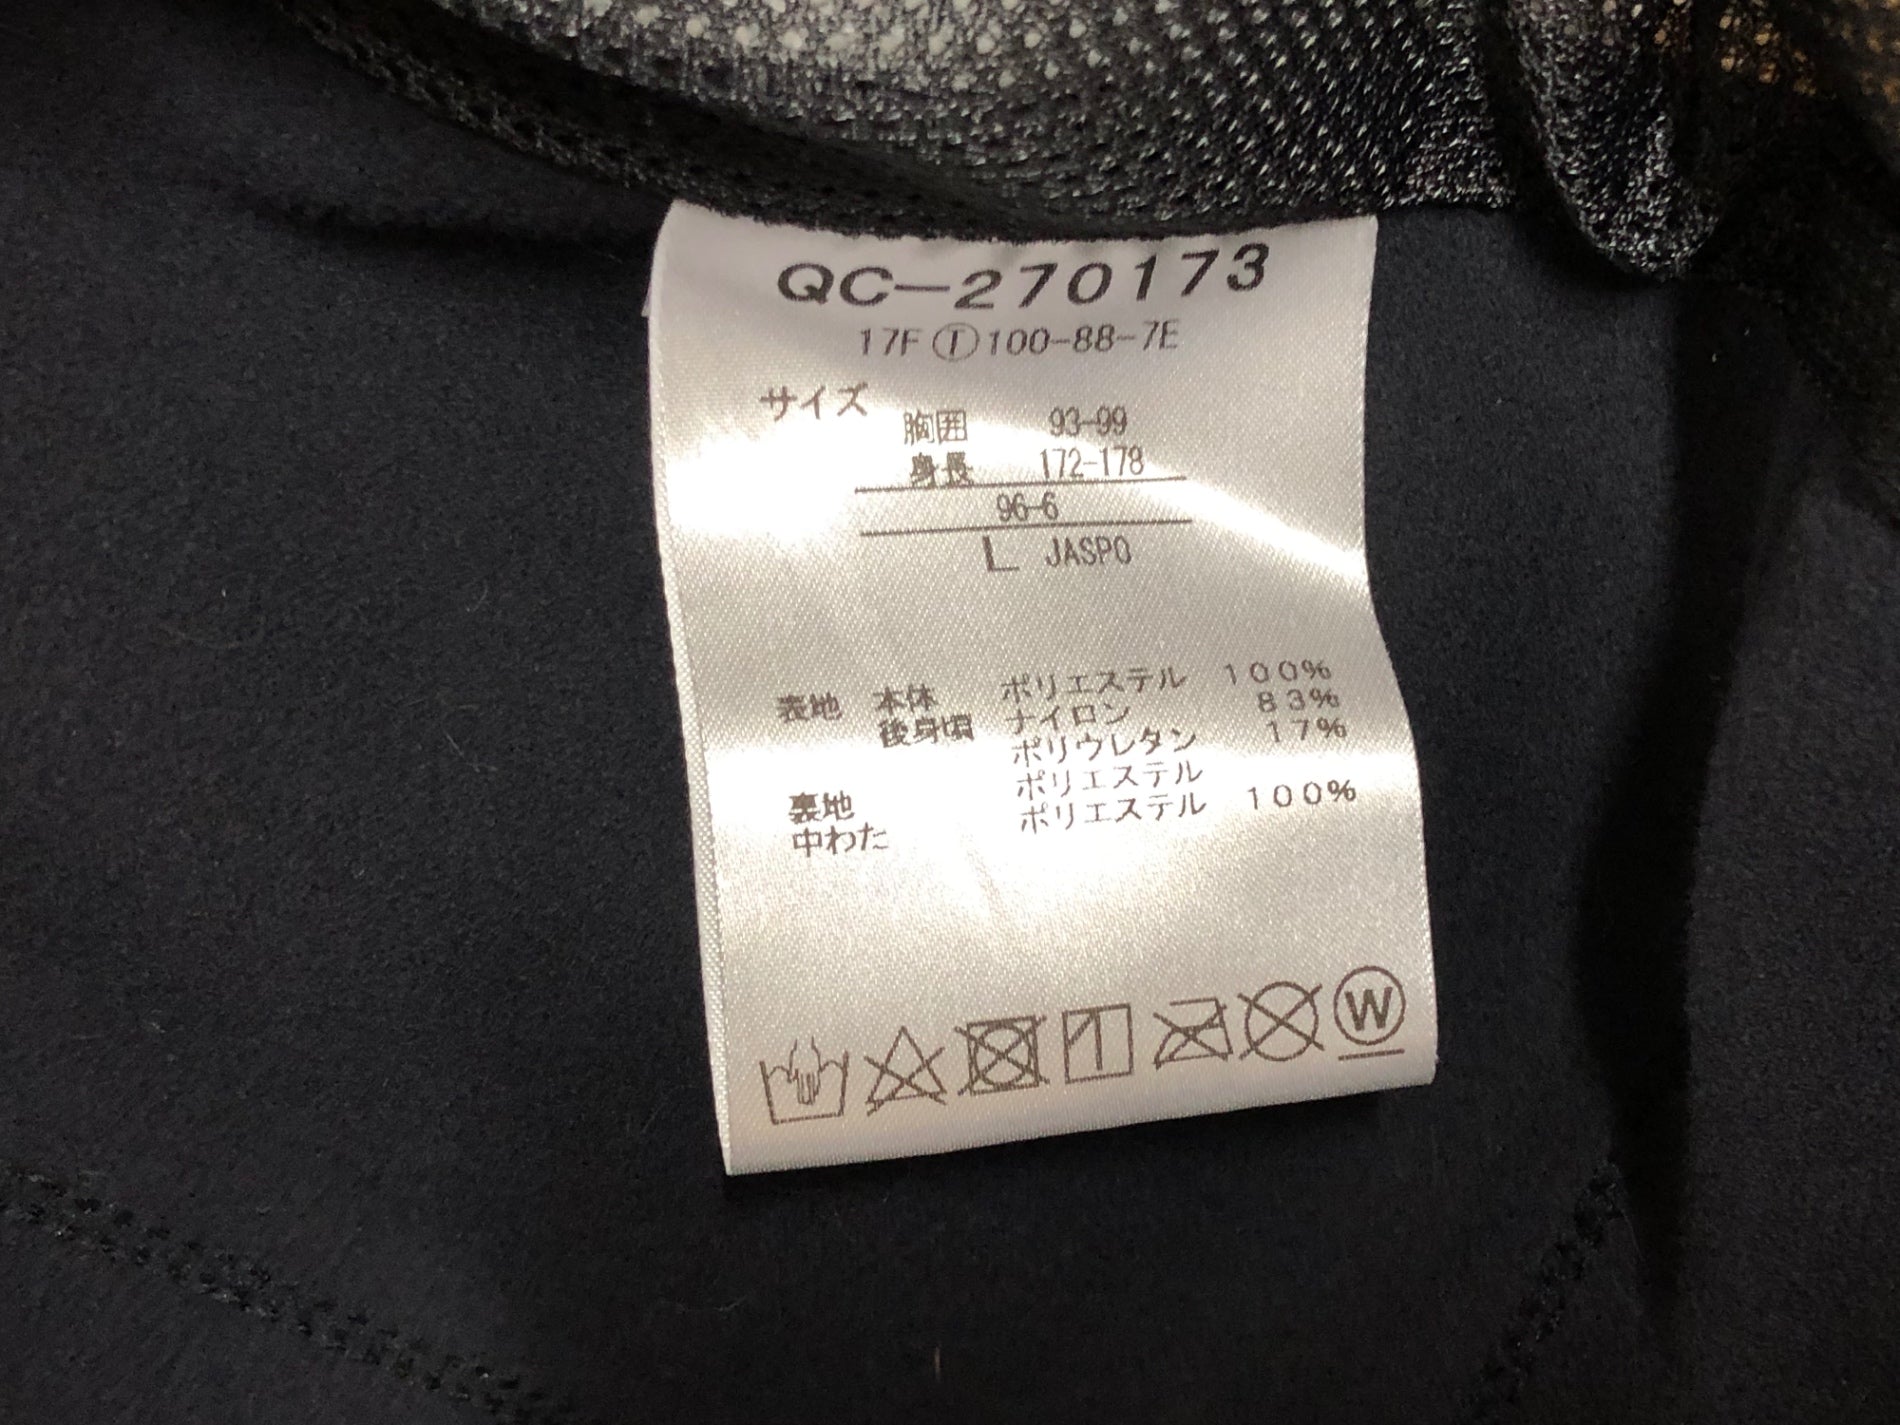 QC-270173
17F Ⓣ 100-88-7E
サイズ
胸囲 93-99
身長 172-178
96-6
L JASPO
表地 本体 ポリエステル 100%
後身頃 ナイロン 83%
ポリウレタン 17%
裏地 ポリエステル
中わた ポリエステル 100%
W